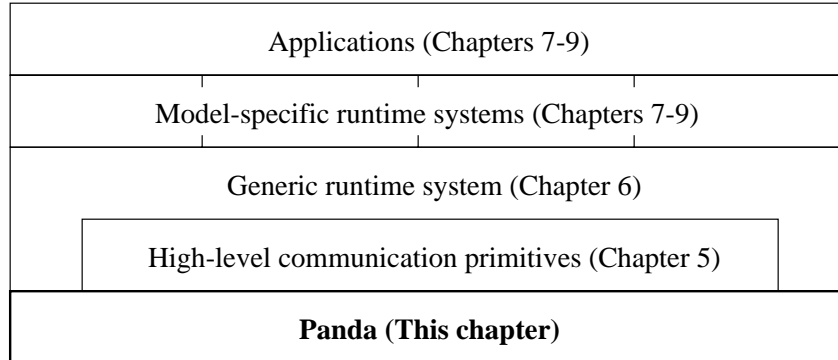 Applications (Chapters 7-9)
Model-specific runtime systems (Chapters 7-9)
Generic runtime system (Chapter 6)
High-level communication primitives (Chapter 5)
Panda (This chapter)